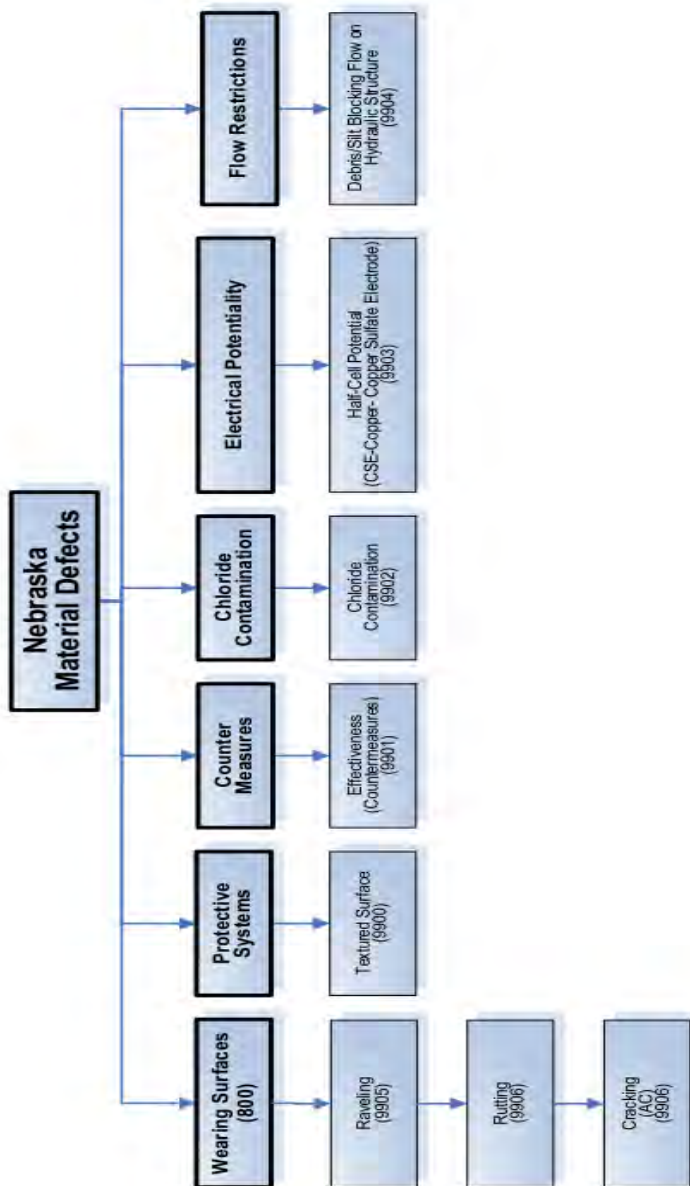 Nebraska
Material Defects
Wearing Surfaces
(800)
Protective
Systems
Counter
Measures
Chloride
Contamination
Electrical Potentiality
Flow Restrictions
Raveling
(9905)
Textured Surface
(9900)
Effectiveness
(Countermeasures)
(9901)
Chloride
Contamination
(9902)
Half-Cell Potential
(CSE-Copper- Copper Sulfate Electrode)
(9903)
Debris/Silt Blocking Flow on
Hydraulic Structure
(9904)
Rutting
(9906)
Cracking
(AC)
(9906)